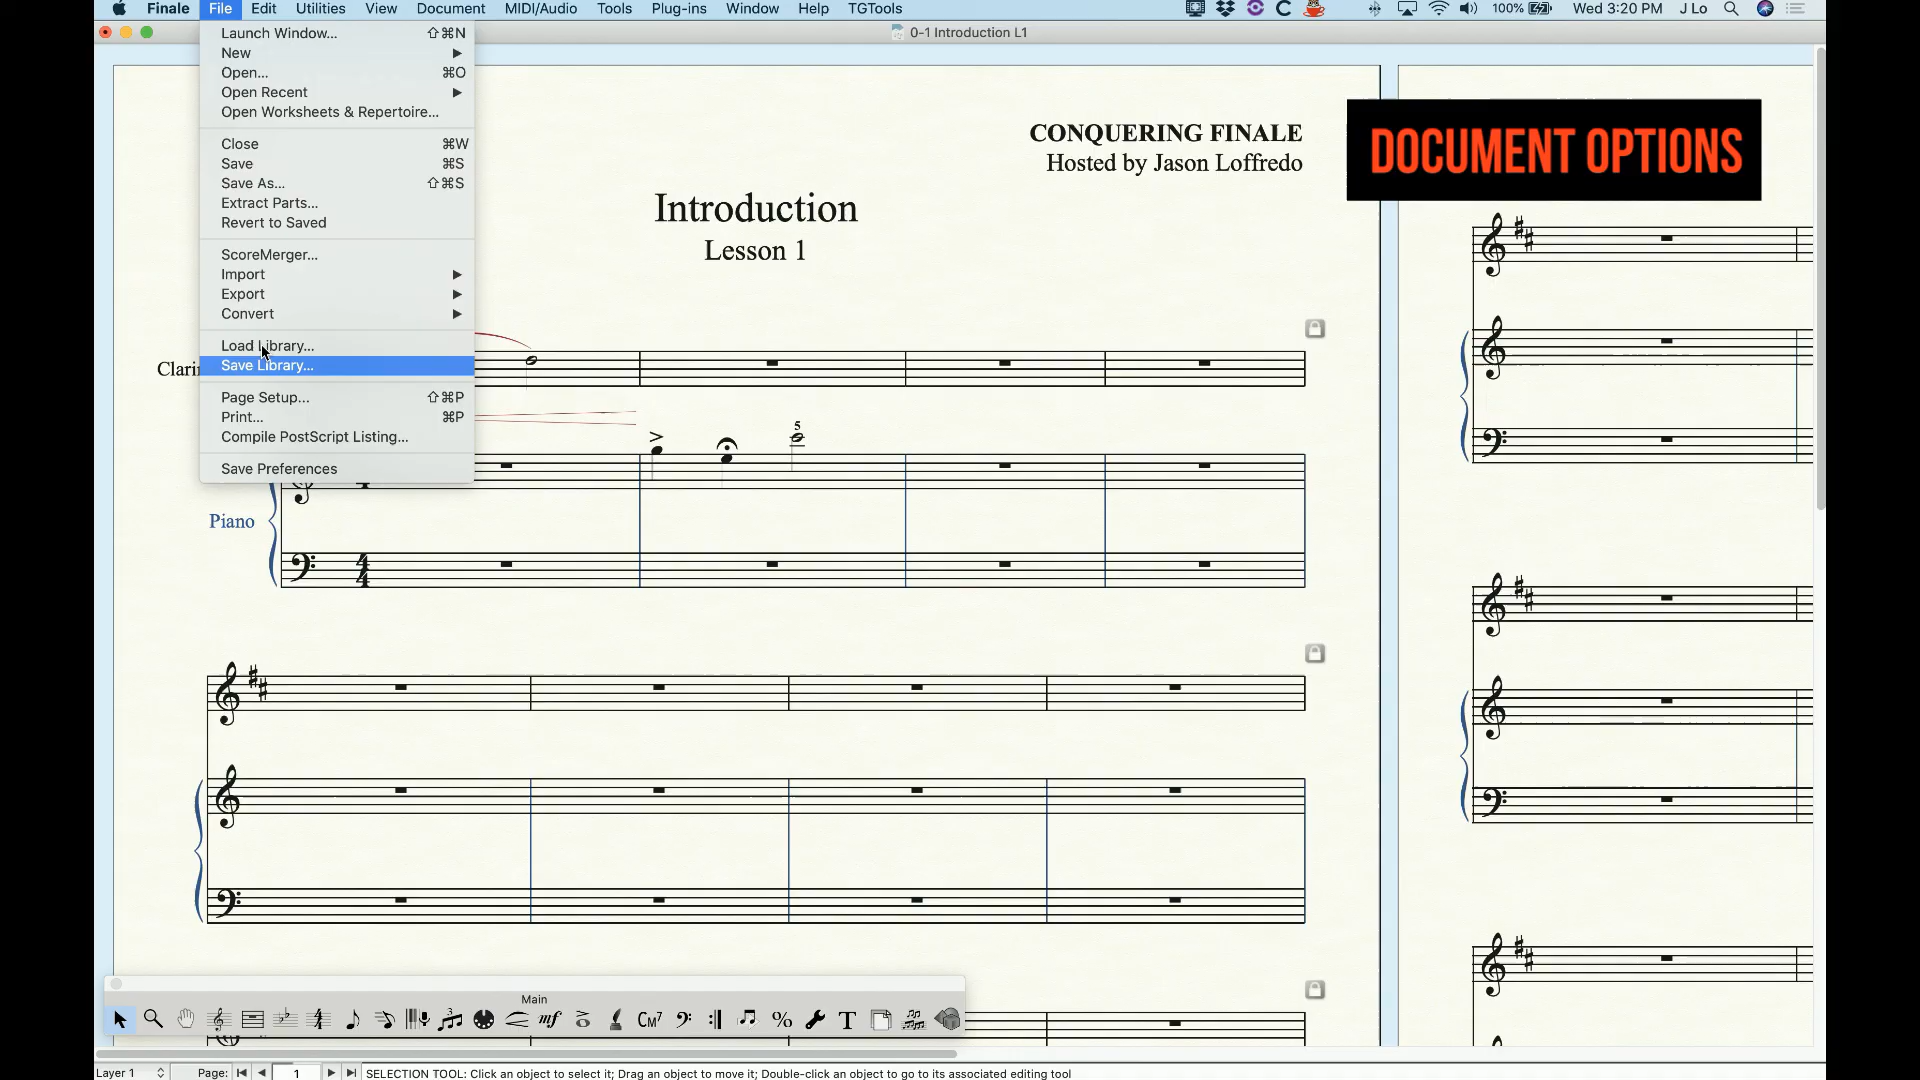 Finale File Edit Utilities View Document MIDI/Audio Tools Plug-ins Window Help TGTools 100% Wed 3:20 PM J Lo
0-1 Introduction L1
Launch Window... ⇧⌘N
New
Open... ⌘O
Open Recent
Open Worksheets & Repertoire...
Close ⌘W
Save ⌘S
Save As... ⇧⌘S
Extract Parts...
Revert to Saved
ScoreMerger...
Import
Export
Convert
Load Library...
Save Library...
Page Setup... ⇧⌘P
Print... ⌘P
Compile PostScript Listing...
Save Preferences
CONQUERING FINALE
Hosted by Jason Loffredo
DOCUMENT OPTIONS
Introduction
Lesson 1
5
Piano
Main
mf CM7 % T
Layer 1 Page: 1 SELECTION TOOL: Click an object to select it; Drag an object to move it; Double-click an object to go to its associated editing tool